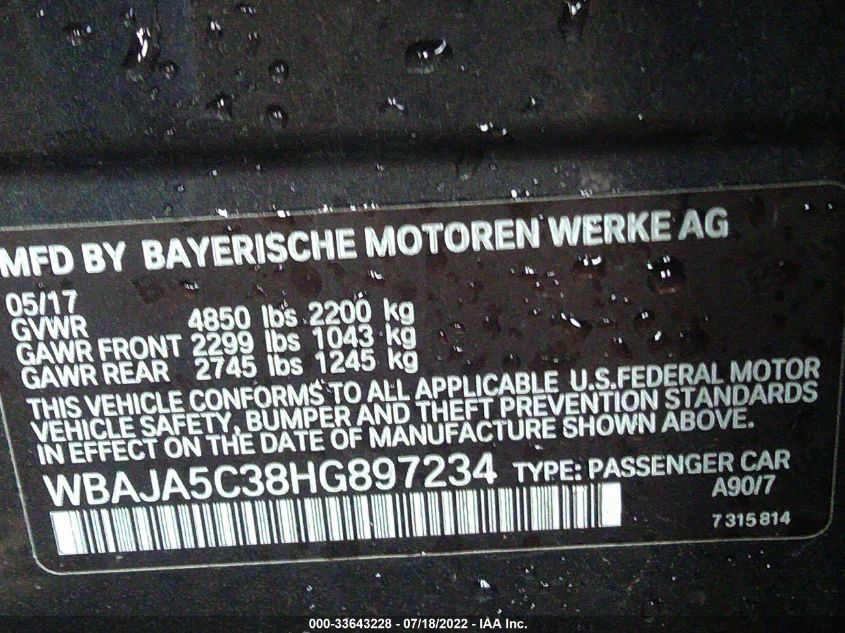 MFD BY BAYERISCHE MOTOREN WERKE AG
05/17
GVWR 4850 lbs 2200 kg
GAWR FRONT 2299 lbs 1043 kg
GAWR REAR 2745 lbs 1245 kg
THIS VEHICLE CONFORMS TO ALL APPLICABLE U.S.FEDERAL MOTOR
VEHICLE SAFETY, BUMPER AND THEFT PREVENTION STANDARDS
IN EFFECT ON THE DATE OF MANUFACTURE SHOWN ABOVE.
WBAJA5C38HG897234 TYPE: PASSENGER CAR
A90/7
7 315 814
000-33643228 - 07/18/2022 - IAA Inc.